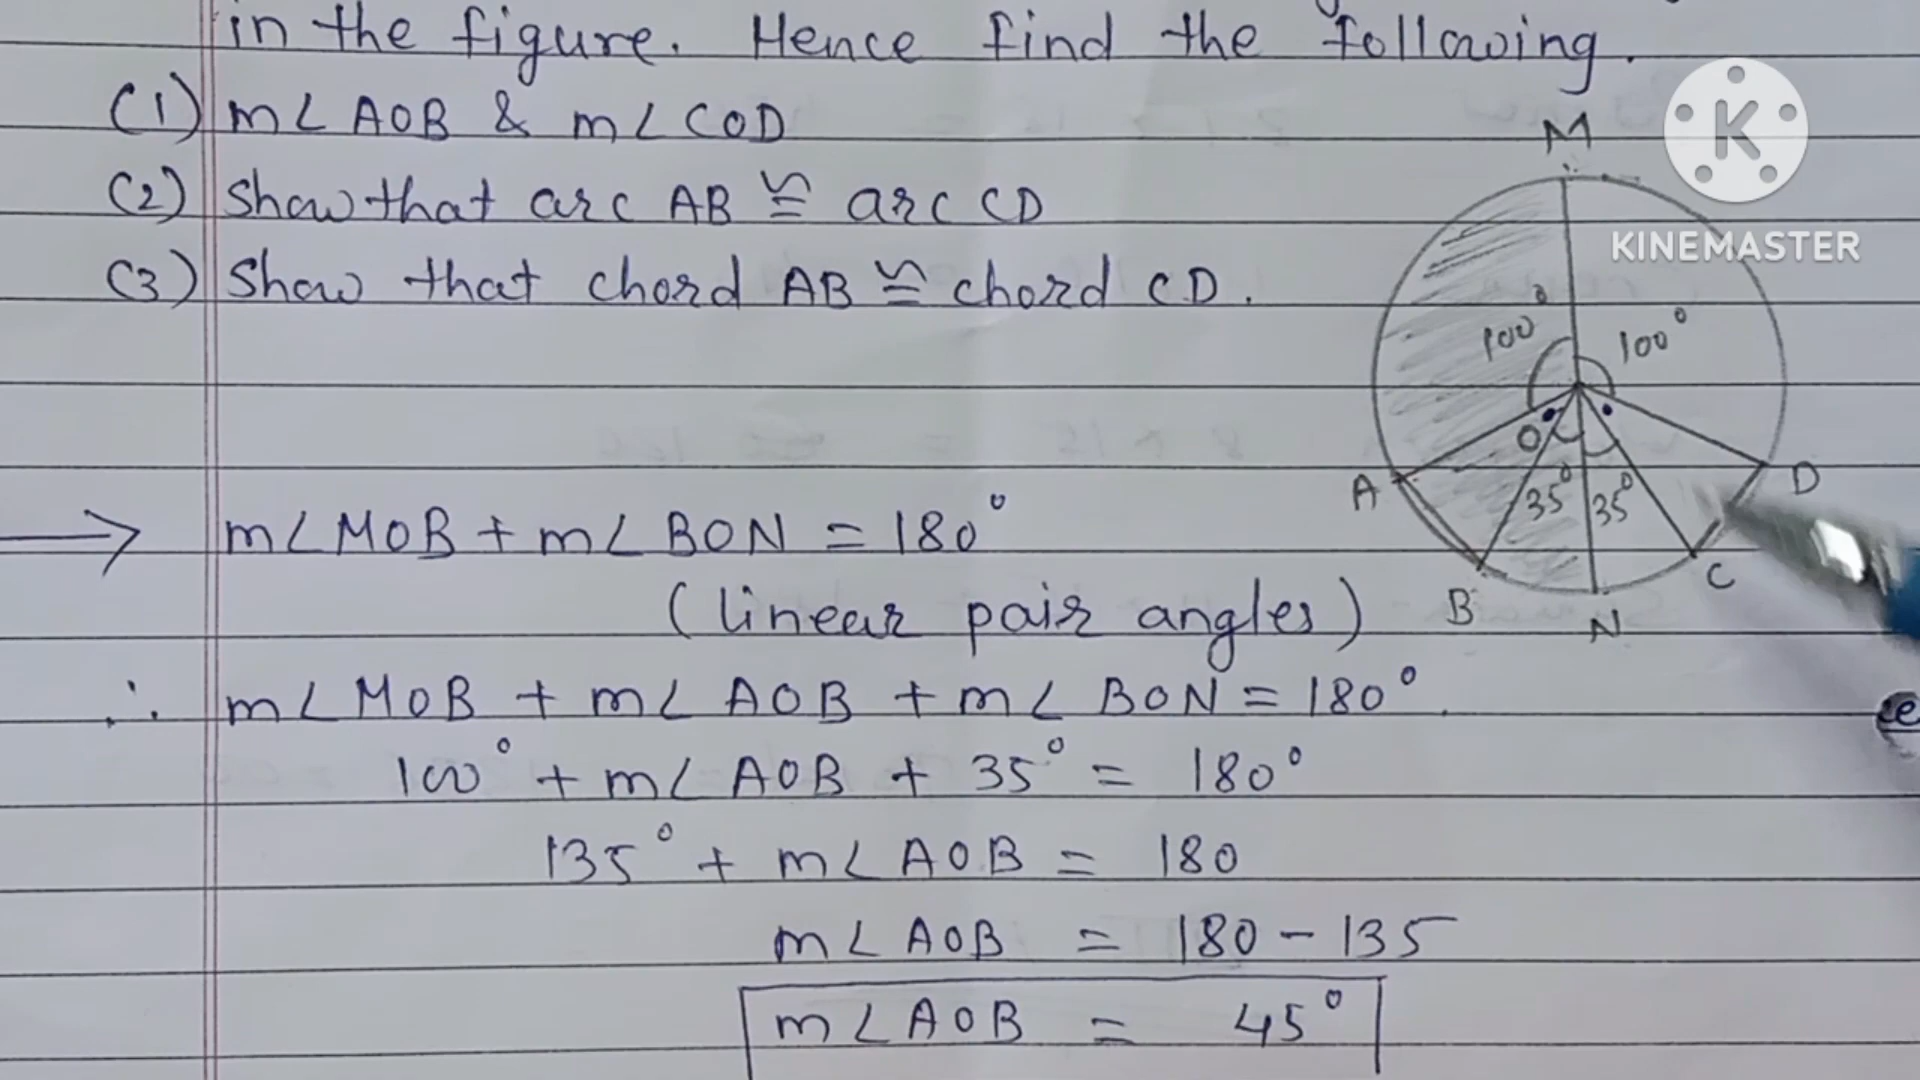 in the figure. Hence find the following.
(1) m∠AOB & m∠COD
(2) Show that arc AB ≅ arc CD
(3) Show that chord AB ≅ chord CD.
K
KINEMASTER
M
100° 100°
O
35° 35°
A
D
B
C
N
→ m∠MOB + m∠BON = 180°
(linear pair angles)
∴ m∠MOB + m∠AOB + m∠BON = 180°.
100° + m∠AOB + 35° = 180°
135° + m∠AOB = 180
m∠AOB = 180 - 135
m∠AOB = 45°